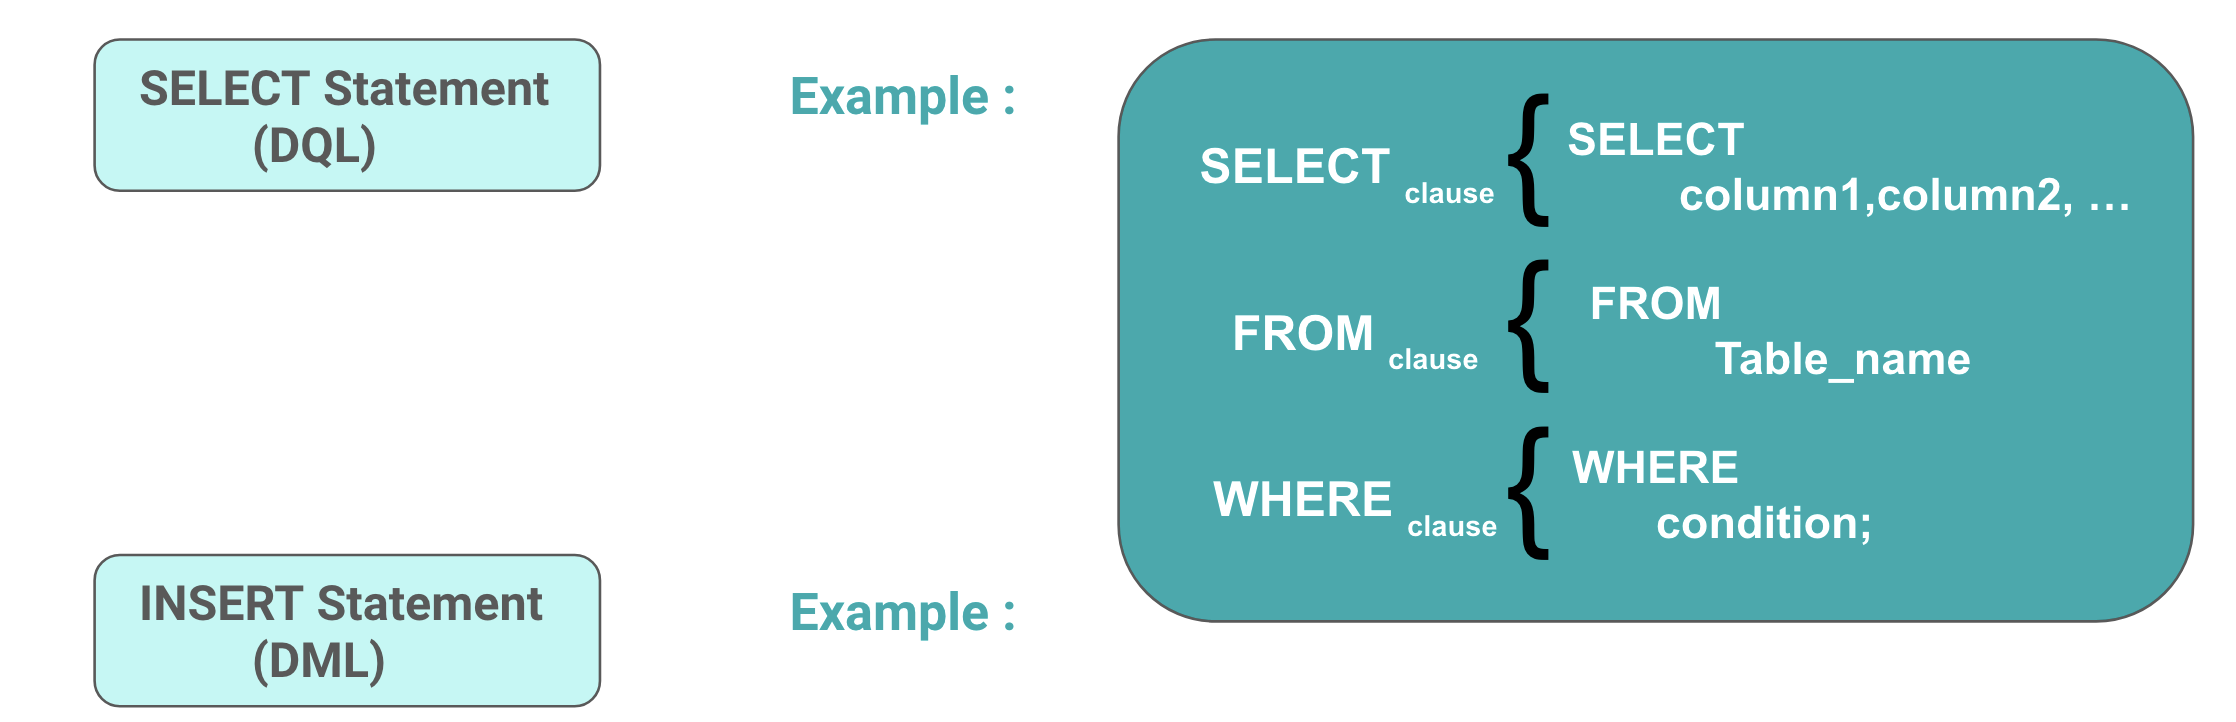 SELECT Statement
(DQL)
Example :
SELECT clause { SELECT
column1,column2, ...
FROM clause { FROM
Table_name
WHERE clause { WHERE
condition;
INSERT Statement
(DML)
Example :